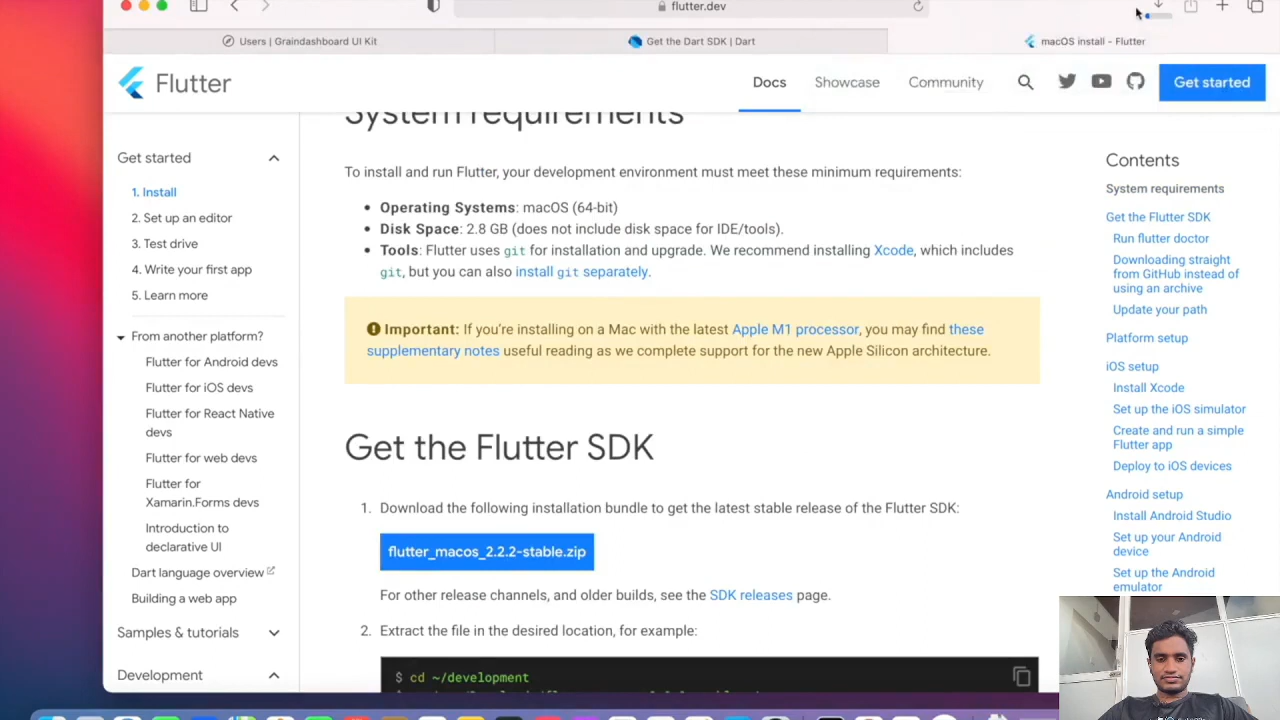 flutter.dev
Users | Graindashboard UI Kit
Get the Dart SDK | Dart
macOS install - Flutter
Flutter
Docs
Showcase
Community
Get started
Get started
1. Install
2. Set up an editor
3. Test drive
4. Write your first app
5. Learn more
From another platform?
Flutter for Android devs
Flutter for iOS devs
Flutter for React Native
devs
Flutter for web devs
Flutter for
Xamarin.Forms devs
Introduction to
declarative UI
Dart language overview
Building a web app
Samples & tutorials
Development
System requirements
To install and run Flutter, your development environment must meet these minimum requirements:
• Operating Systems: macOS (64-bit)
• Disk Space: 2.8 GB (does not include disk space for IDE/tools).
• Tools: Flutter uses git for installation and upgrade. We recommend installing Xcode, which includes
git, but you can also install git separately.
Important: If you're installing on a Mac with the latest Apple M1 processor, you may find these
supplementary notes useful reading as we complete support for the new Apple Silicon architecture.
Get the Flutter SDK
1. Download the following installation bundle to get the latest stable release of the Flutter SDK:
flutter_macos_2.2.2-stable.zip
For other release channels, and older builds, see the SDK releases page.
2. Extract the file in the desired location, for example:
$ cd ~/development
Contents
System requirements
Get the Flutter SDK
Run flutter doctor
Downloading straight
from GitHub instead of
using an archive
Update your path
Platform setup
iOS setup
Install Xcode
Set up the iOS simulator
Create and run a simple
Flutter app
Deploy to iOS devices
Android setup
Install Android Studio
Set up your Android
device
Set up the Android
emulator